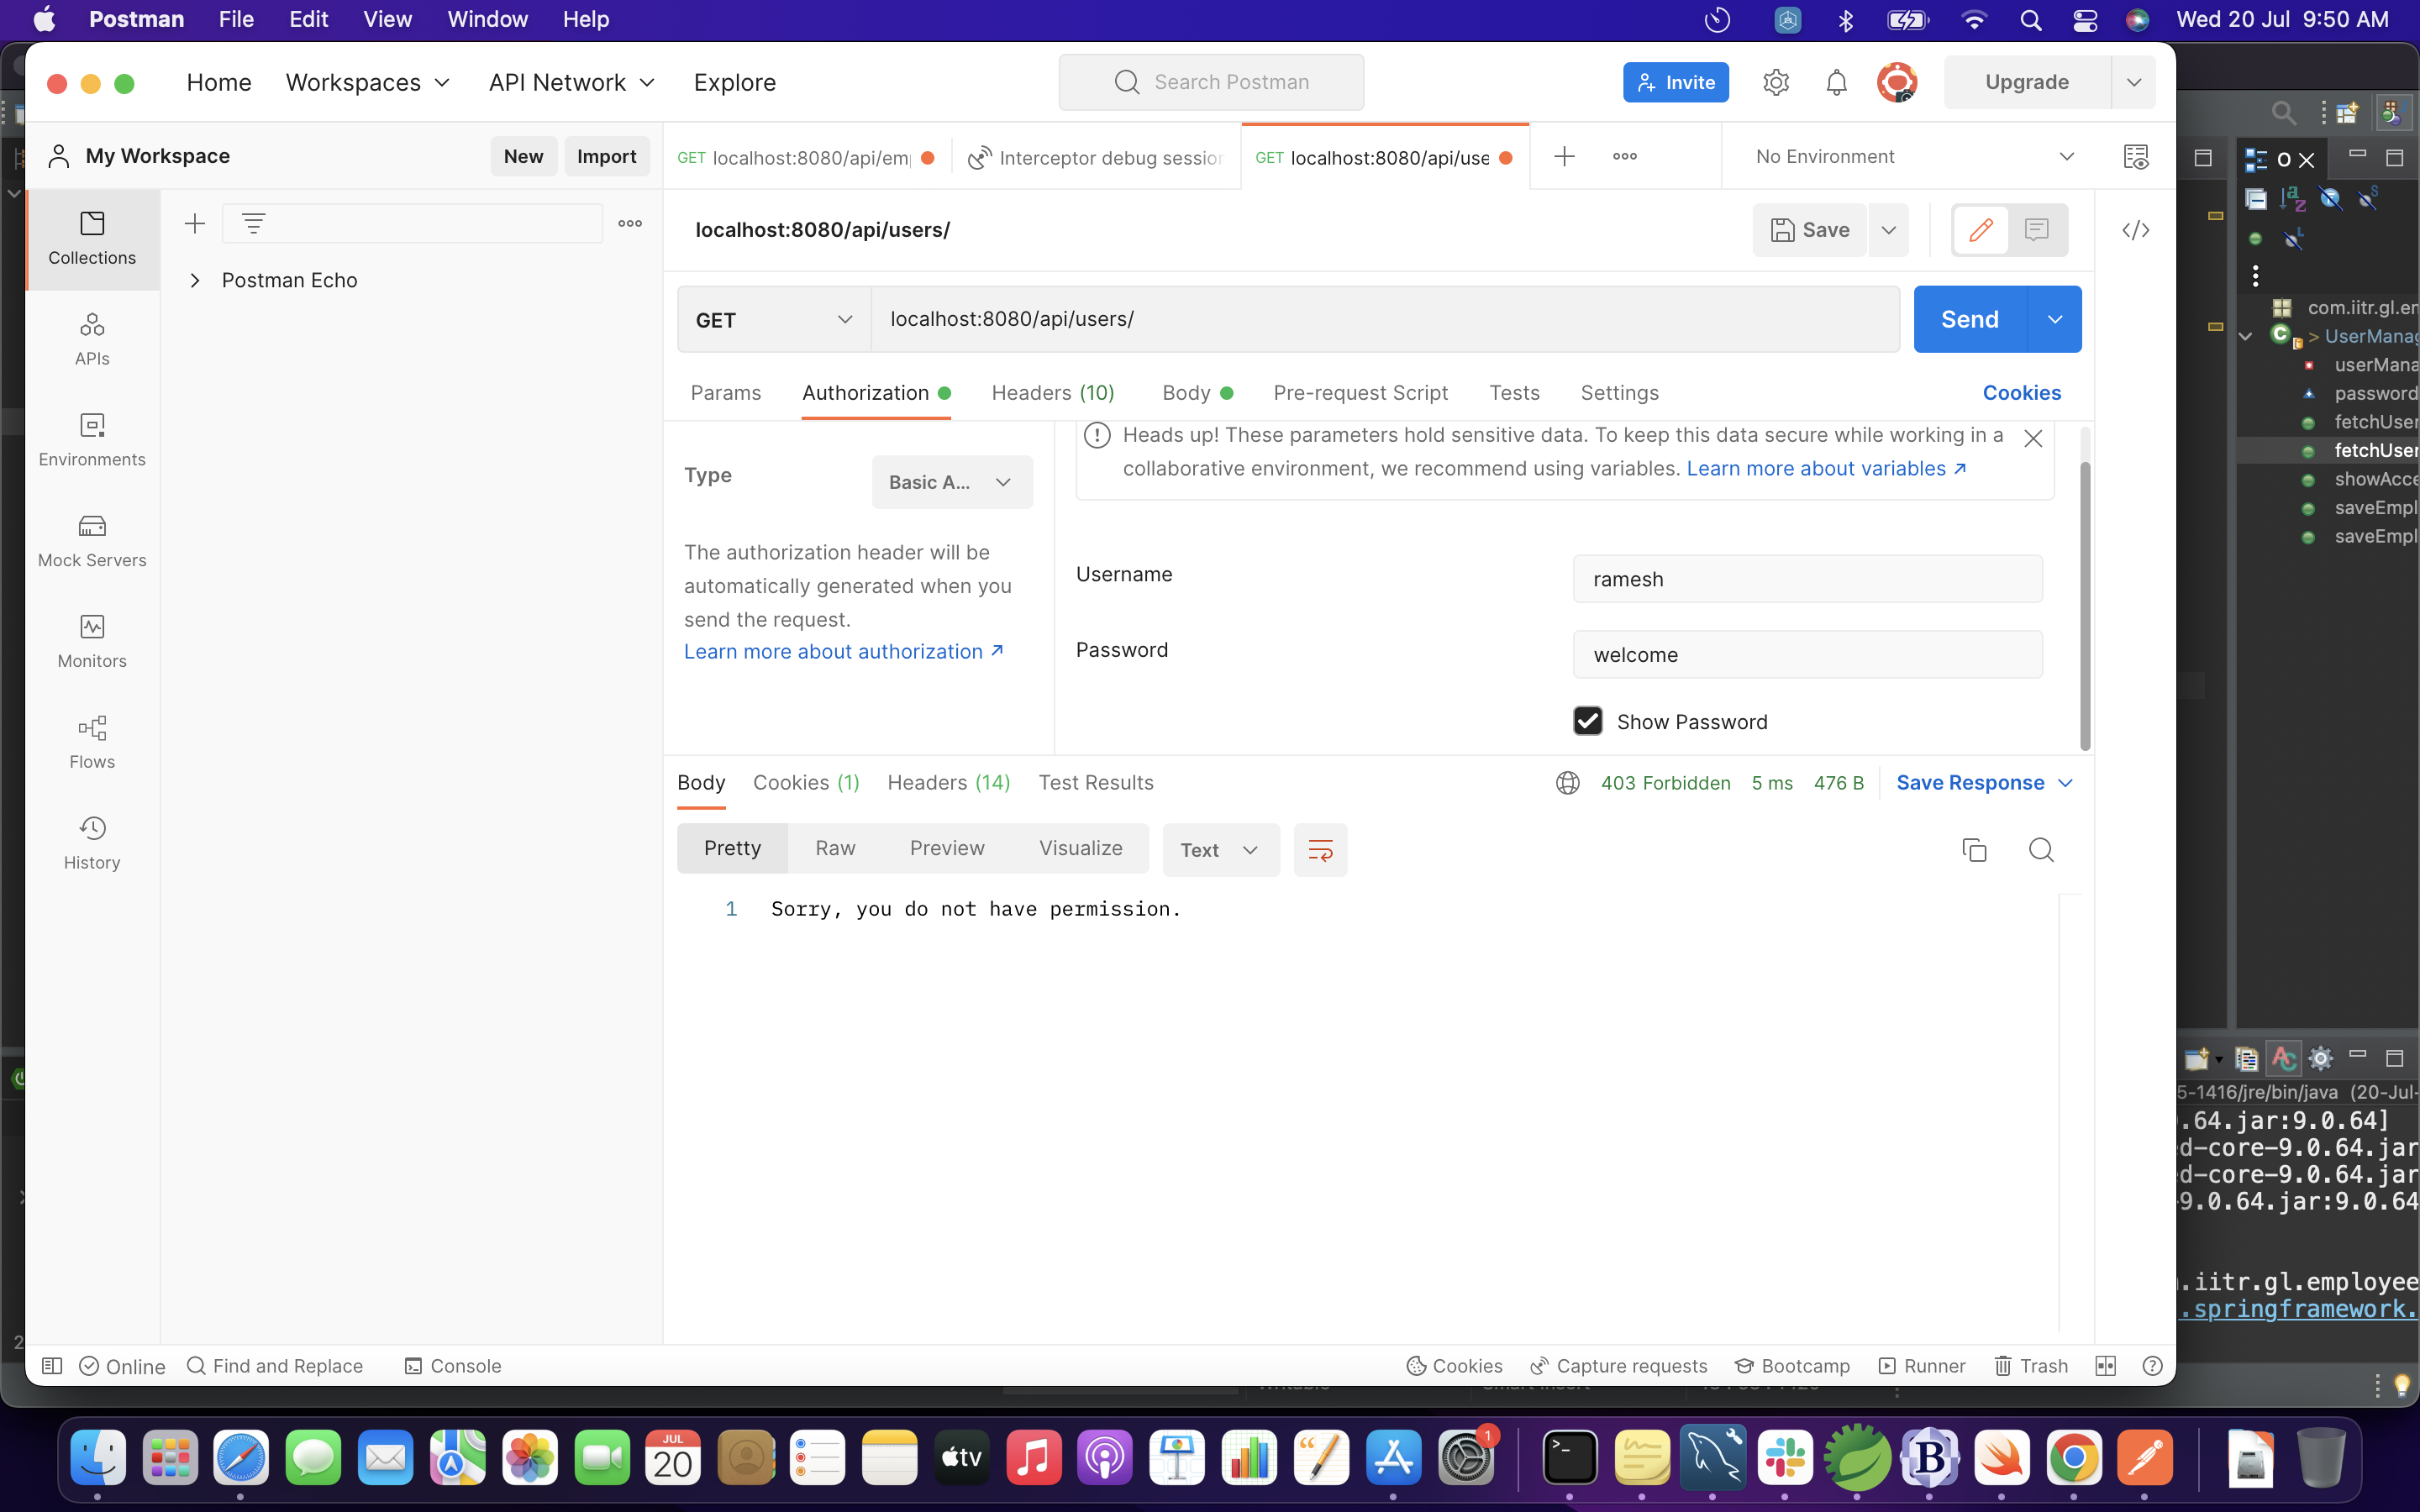 Postman File Edit View Window Help
Wed 20 Jul 9:50 AM
Home Workspaces API Network Explore
Search Postman
Invite
Upgrade
My Workspace
New Import
GET localhost:8080/api/emp
Interceptor debug session
GET localhost:8080/api/use
No Environment
localhost:8080/api/users/
Save
Collections
Postman Echo
GET localhost:8080/api/users/
Send
APIs
Environments
Mock Servers
Monitors
Flows
History
Params Authorization Headers (10) Body Pre-request Script Tests Settings
Cookies
Heads up! These parameters hold sensitive data. To keep this data secure while working in a
collaborative environment, we recommend using variables. Learn more about variables
Type
Basic A...
The authorization header will be
automatically generated when you
send the request.
Learn more about authorization
Username
ramesh
Password
welcome
Show Password
Body Cookies (1) Headers (14) Test Results
403 Forbidden 5 ms 476 B
Save Response
Pretty Raw Preview Visualize
Text
1 Sorry, you do not have permission.
Online Find and Replace Console
Cookies Capture requests Bootcamp Runner Trash
com.iitr.gl.em
> UserManag
userMana
password
fetchUser
fetchUser
showAcce
saveEmpl
saveEmpl
5-1416/jre/bin/java (20-Jul-
.64.jar:9.0.64]
d-core-9.0.64.jar
d-core-9.0.64.jar
9.0.64.jar:9.0.64
.iitr.gl.employee
.springframework.
JUL
20
tv
1